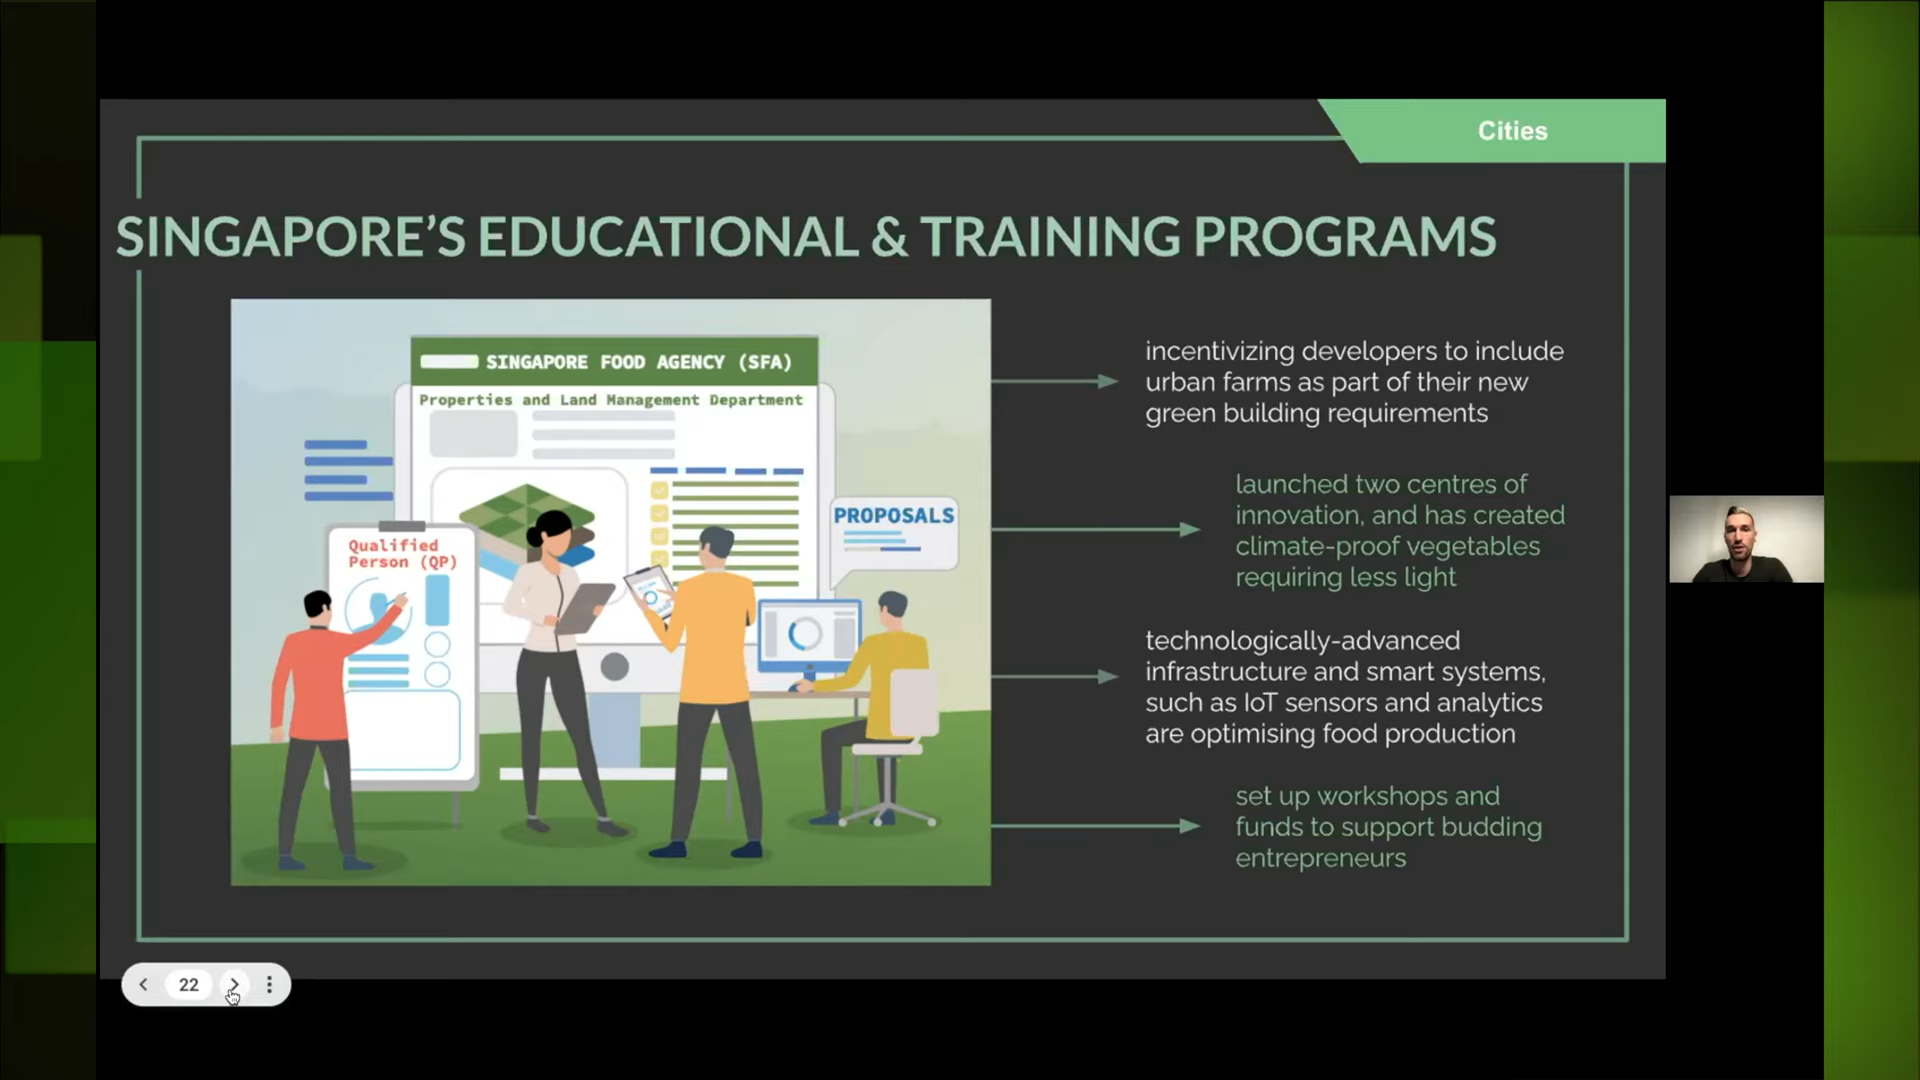 Cities
SINGAPORE’S EDUCATIONAL & TRAINING PROGRAMS
SINGAPORE FOOD AGENCY (SFA)
Properties and Land Management Department
Qualified
Person (QP)
PROPOSALS
incentivizing developers to include
urban farms as part of their new
green building requirements
launched two centres of
innovation, and has created
climate-proof vegetables
requiring less light
technologically-advanced
infrastructure and smart systems,
such as IoT sensors and analytics
are optimising food production
set up workshops and
funds to support budding
entrepreneurs
22